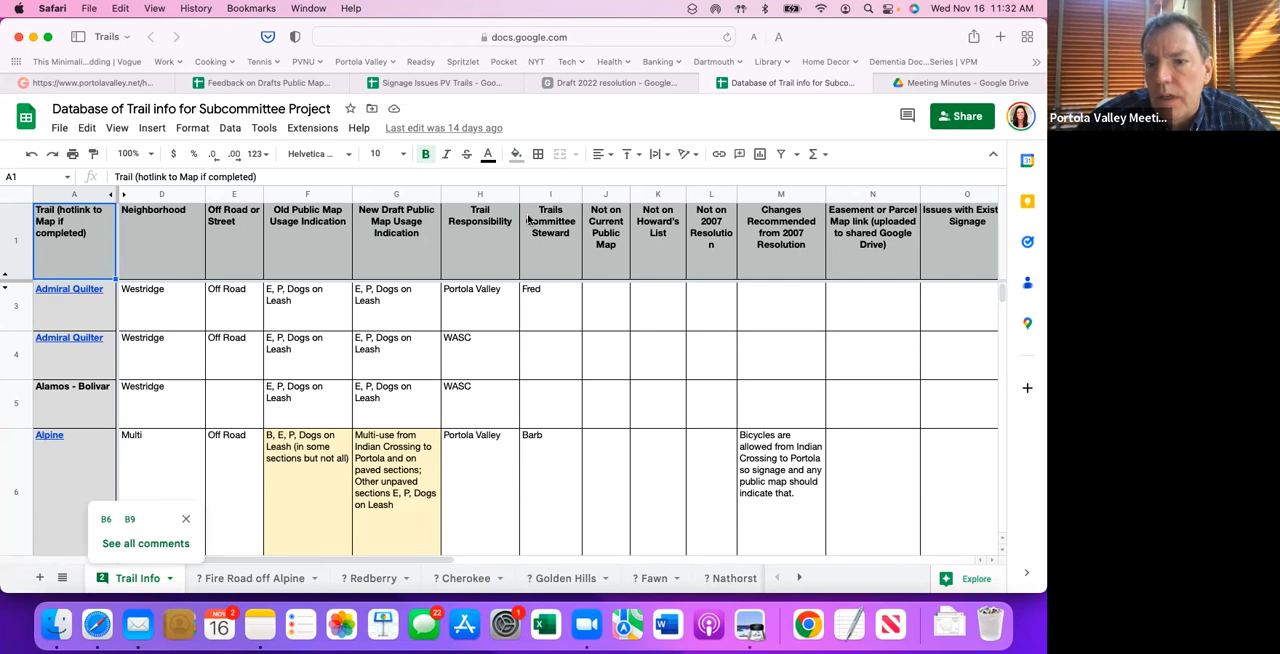 Safari File Edit View History Bookmarks Window Help Wed Nov 16 11:32 AM
Trails docs.google.com A A
This Minimali...dding | Vogue Work Cooking Tennis PVNU Portola Valley Readsy Spritzlet Pocket NYT Tech Health Banking Dartmouth Library Home Decor Dementia Doc...Services | VPM
https://www.portolavalley.net/h... Feedback on Drafts Public Map... Signage Issues PV Trails - Goo... Draft 2022 resolution - Google... Database of Trail info for Subco... Meeting Minutes - Google Drive
Database of Trail info for Subcommittee Project
File Edit View Insert Format Data Tools Extensions Help Last edit was 14 days ago
Share
100% $ % .0 .00 123 Helvetica ... 10 B I S A
A1 fx Trail (hotlink to Map if completed)
A D E F G H I J K L M N O
1
Trail (hotlink to
Map if
completed)
Neighborhood
Off Road or
Street
Old Public Map
Usage Indication
New Draft Public
Map Usage
Indication
Trail
Responsibility
Trails
Committee
Steward
Not on
Current
Public
Map
Not on
Howard's
List
Not on
2007
Resolutio
n
Changes
Recommended
from 2007
Resolution
Easement or Parcel
Map link (uploaded
to shared Google
Drive)
Issues with Exist
Signage
3
Admiral Quilter
Westridge
Off Road
E, P, Dogs on
Leash
E, P, Dogs on
Leash
Portola Valley
Fred
4
Admiral Quilter
Westridge
Off Road
E, P, Dogs on
Leash
E, P, Dogs on
Leash
WASC
5
Alamos - Bolivar
Westridge
E, P, Dogs on
Leash
E, P, Dogs on
Leash
WASC
6
Alpine
Multi
Off Road
B, E, P, Dogs on
Leash (in some
sections but not all)
Multi-use from
Indian Crossing to
Portola and on
paved sections;
Other unpaved
sections E, P, Dogs
on Leash
Portola Valley
Barb
Bicycles are
allowed from Indian
Crossing to Portola
so signage and any
public map should
indicate that.
B6 B9
See all comments
2 Trail Info ? Fire Road off Alpine ? Redberry ? Cherokee ? Golden Hills ? Fawn ? Nathorst
Explore
NOV 2
16
22
1
Portola Valley Meeti...